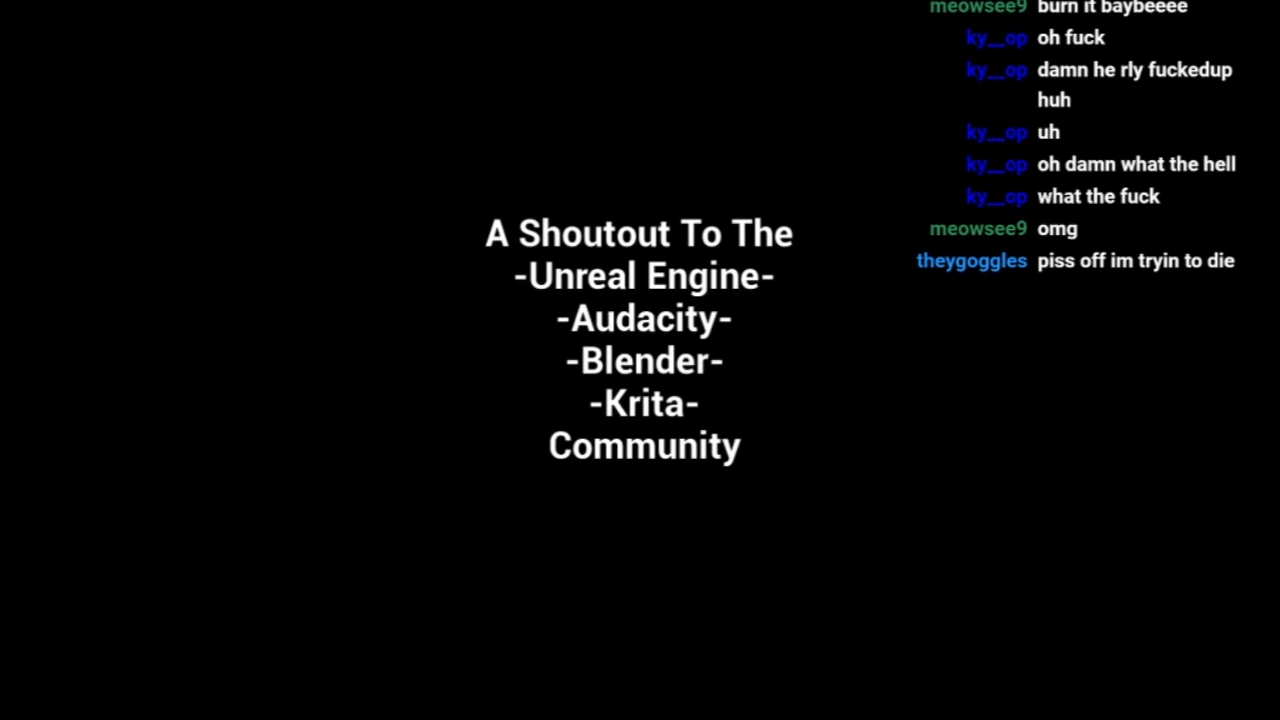 A Shoutout To The
-Unreal Engine-
-Audacity-
-Blender-
-Krita-
Community
meowsee9 burn it baybeeee
ky__op oh fuck
ky__op damn he rly fuckedup
huh
ky__op uh
ky__op oh damn what the hell
ky__op what the fuck
meowsee9 omg
theygoggles piss off im tryin to die